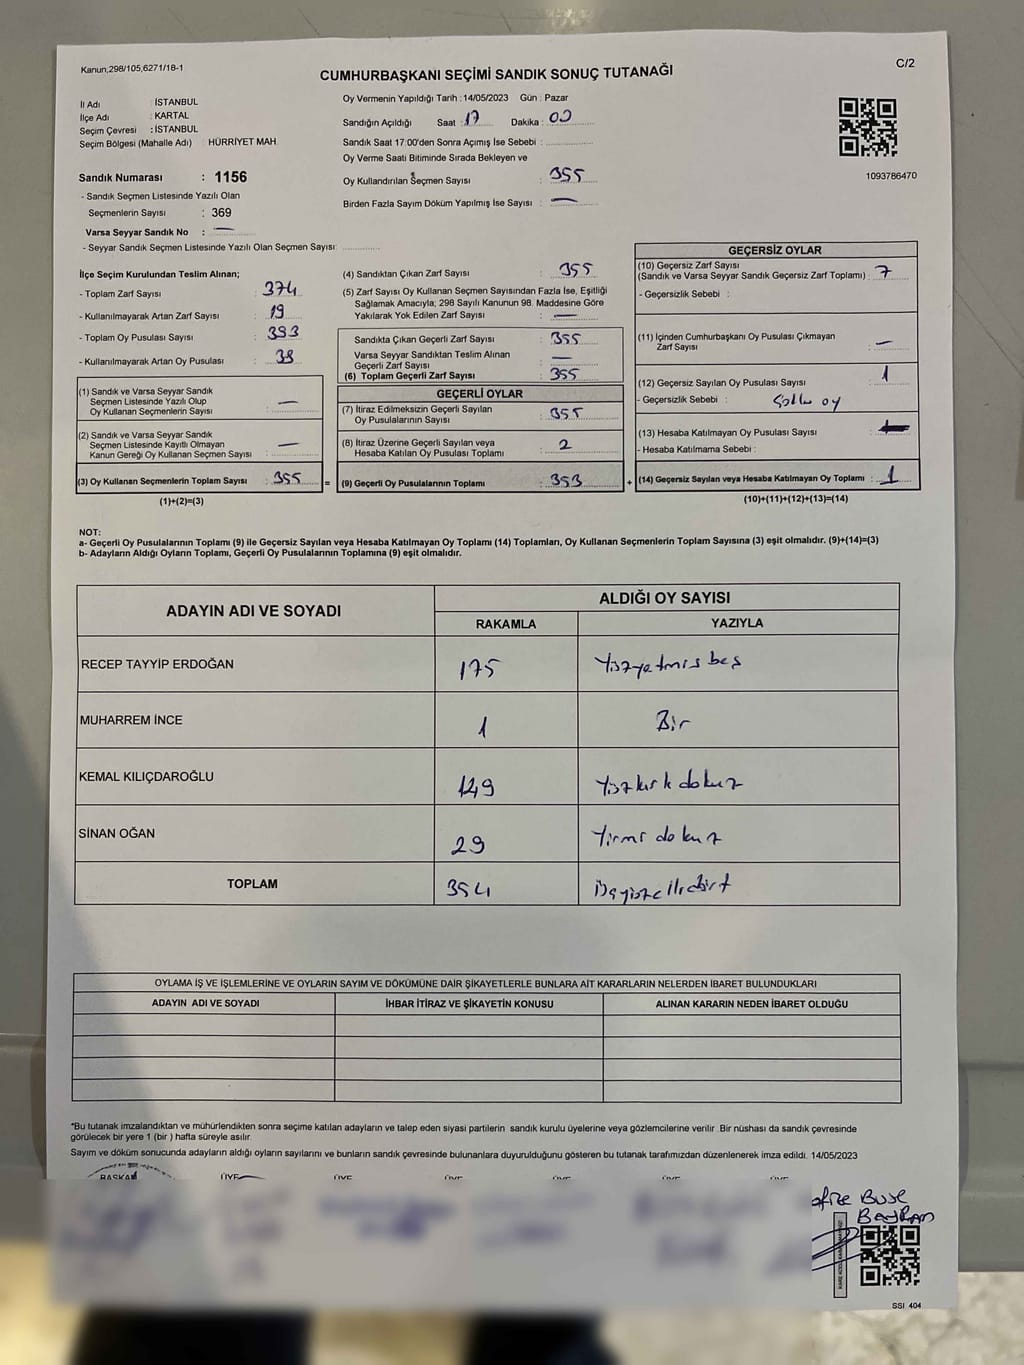 Kanun,298/105,6271/18-1
C/2
CUMHURBAŞKANI SEÇİMİ SANDIK SONUÇ TUTANAĞI
İl Adı : İSTANBUL
İlçe Adı : KARTAL
Seçim Çevresi : İSTANBUL
Seçim Bölgesi (Mahalle Adı) HÜRRİYET MAH.
Sandık Numarası : 1156
- Sandık Seçmen Listesinde Yazılı Olan
Seçmenlerin Sayısı : 369
Varsa Seyyar Sandık No : —
- Seyyar Sandık Seçmen Listesinde Yazılı Olan Seçmen Sayısı:
Oy Vermenin Yapıldığı Tarih :14/05/2023 Gün : Pazar
Sandığın Açıldığı Saat : 17 Dakika : 00
Sandık Saat 17:00'den Sonra Açımış İse Sebebi :
Oy Verme Saati Bitiminde Sırada Bekleyen ve
Oy Kullandırılan Seçmen Sayısı : 355
Birden Fazla Sayım Döküm Yapılmış İse Sayısı : —
1093786470
İlçe Seçim Kurulundan Teslim Alınan;
- Toplam Zarf Sayısı : 374
- Kullanılmayarak Artan Zarf Sayısı : 19
- Toplam Oy Pusulası Sayısı : 393
- Kullanılmayarak Artan Oy Pusulası : 38
(1) Sandık ve Varsa Seyyar Sandık
Seçmen Listesinde Yazılı Olup
Oy Kullanan Seçmenlerin Sayısı : —
(2) Sandık ve Varsa Seyyar Sandık
Seçmen Listesinde Kayıtlı Olmayan
Kanun Gereği Oy Kullanan Seçmen Sayısı : —
(3) Oy Kullanan Seçmenlerin Toplam Sayısı : 355
(1)+(2)=(3)
(4) Sandıktan Çıkan Zarf Sayısı : 355
(5) Zarf Sayısı Oy Kullanan Seçmen Sayısından Fazla İse, Eşitliği
Sağlamak Amacıyla; 298 Sayılı Kanunun 98. Maddesine Göre
Yakılarak Yok Edilen Zarf Sayısı : —
Sandıkta Çıkan Geçerli Zarf Sayısı : 355
Varsa Seyyar Sandıktan Teslim Alınan
Geçerli Zarf Sayısı : —
(6) Toplam Geçerli Zarf Sayısı : 355
GEÇERLİ OYLAR
(7) İtiraz Edilmeksizin Geçerli Sayılan
Oy Pusulalarının Sayısı : 355
(8) İtiraz Üzerine Geçerli Sayılan veya
Hesaba Katılan Oy Pusulası Toplamı : 2
= (9) Geçerli Oy Pusulalarının Toplamı : 353 +
GEÇERSİZ OYLAR
(10) Geçersiz Zarf Sayısı
(Sandık ve Varsa Seyyar Sandık Geçersiz Zarf Toplamı) : 7
- Geçersizlik Sebebi :
(11) İçinden Cumhurbaşkanı Oy Pusulası Çıkmayan
Zarf Sayısı : —
(12) Geçersiz Sayılan Oy Pusulası Sayısı : 1
- Geçersizlik Sebebi : oy
(13) Hesaba Katılmayan Oy Pusulası Sayısı :
- Hesaba Katılmama Sebebi :
(14) Geçersiz Sayılan veya Hesaba Katılmayan Oy Toplamı : 1
(10)+(11)+(12)+(13)=(14)
NOT:
a- Geçerli Oy Pusulalarının Toplamı (9) ile Geçersiz Sayılan veya Hesaba Katılmayan Oy Toplamı (14) Toplamları, Oy Kullanan Seçmenlerin Toplam Sayısına (3) eşit olmalıdır. (9)+(14)=(3)
b- Adayların Aldığı Oyların Toplamı, Geçerli Oy Pusulalarının Toplamına (9) eşit olmalıdır.
ADAYIN ADI VE SOYADI
ALDIĞI OY SAYISI
RAKAMLA YAZIYLA
RECEP TAYYİP ERDOĞAN 175 Yüzyetmiş beş
MUHARREM İNCE 1 Bir
KEMAL KILIÇDAROĞLU 149 Yüzkırk dokuz
SİNAN OĞAN 29 Yirmi dokuz
TOPLAM 354 Üçyüzellidört
OYLAMA İŞ VE İŞLEMLERİNE VE OYLARIN SAYIM VE DÖKÜMÜNE DAİR ŞİKAYETLERLE BUNLARA AİT KARARLARIN NELERDEN İBARET BULUNDUKLARI
ADAYIN ADI VE SOYADI İHBAR İTİRAZ VE ŞİKAYETİN KONUSU ALINAN KARARIN NEDEN İBARET OLDUĞU
*Bu tutanak imzalandıktan ve mühürlendikten sonra seçime katılan adayların ve talep eden siyasi partilerin sandık kurulu üyelerine veya gözlemcilerine verilir .Bir nüshası da sandık çevresinde
görülecek bir yere 1 (bir ) hafta süreyle asılır.
Sayım ve döküm sonucunda adayların aldığı oyların sayılarını ve bunların sandık çevresinde bulunanlara duyurulduğunu gösteren bu tutanak tarafımızdan düzenlenerek imza edildi. 14/05/2023
BAŞKAN ÜYE ÜYE ÜYE ÜYE ÜYE ÜYE
Buse
SSI 404